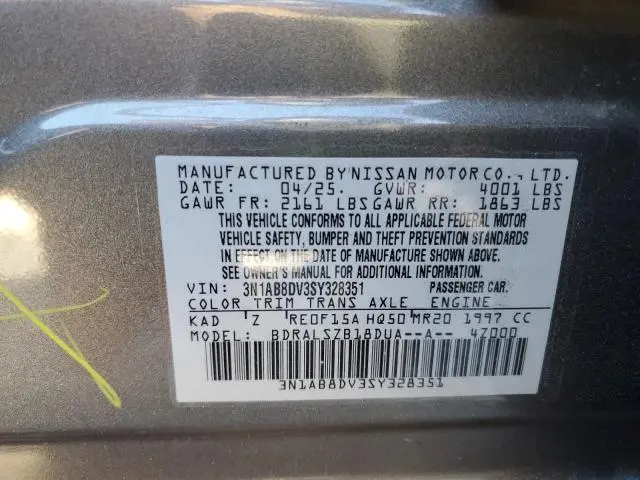 MANUFACTURED BY NISSAN MOTOR CO., LTD.
DATE: 04/25. GVWR: 4001 LBS
GAWR FR: 2161 LBS GAWR RR: 1863 LBS
THIS VEHICLE CONFORMS TO ALL APPLICABLE FEDERAL MOTOR
VEHICLE SAFETY, BUMPER AND THEFT PREVENTION STANDARDS
IN EFFECT ON THE DATE OF MANUFACTURE SHOWN ABOVE.
SEE OWNER'S MANUAL FOR ADDITIONAL INFORMATION.
VIN: 3N1AB8DV3SY328351 PASSENGER CAR.
COLOR TRIM TRANS AXLE ENGINE
KAD Z RE0F15A HQ50 MR20 1997 CC
MODEL: BDRALSZB18DUA--A-- 4Z000
3N1AB8DV3SY328351